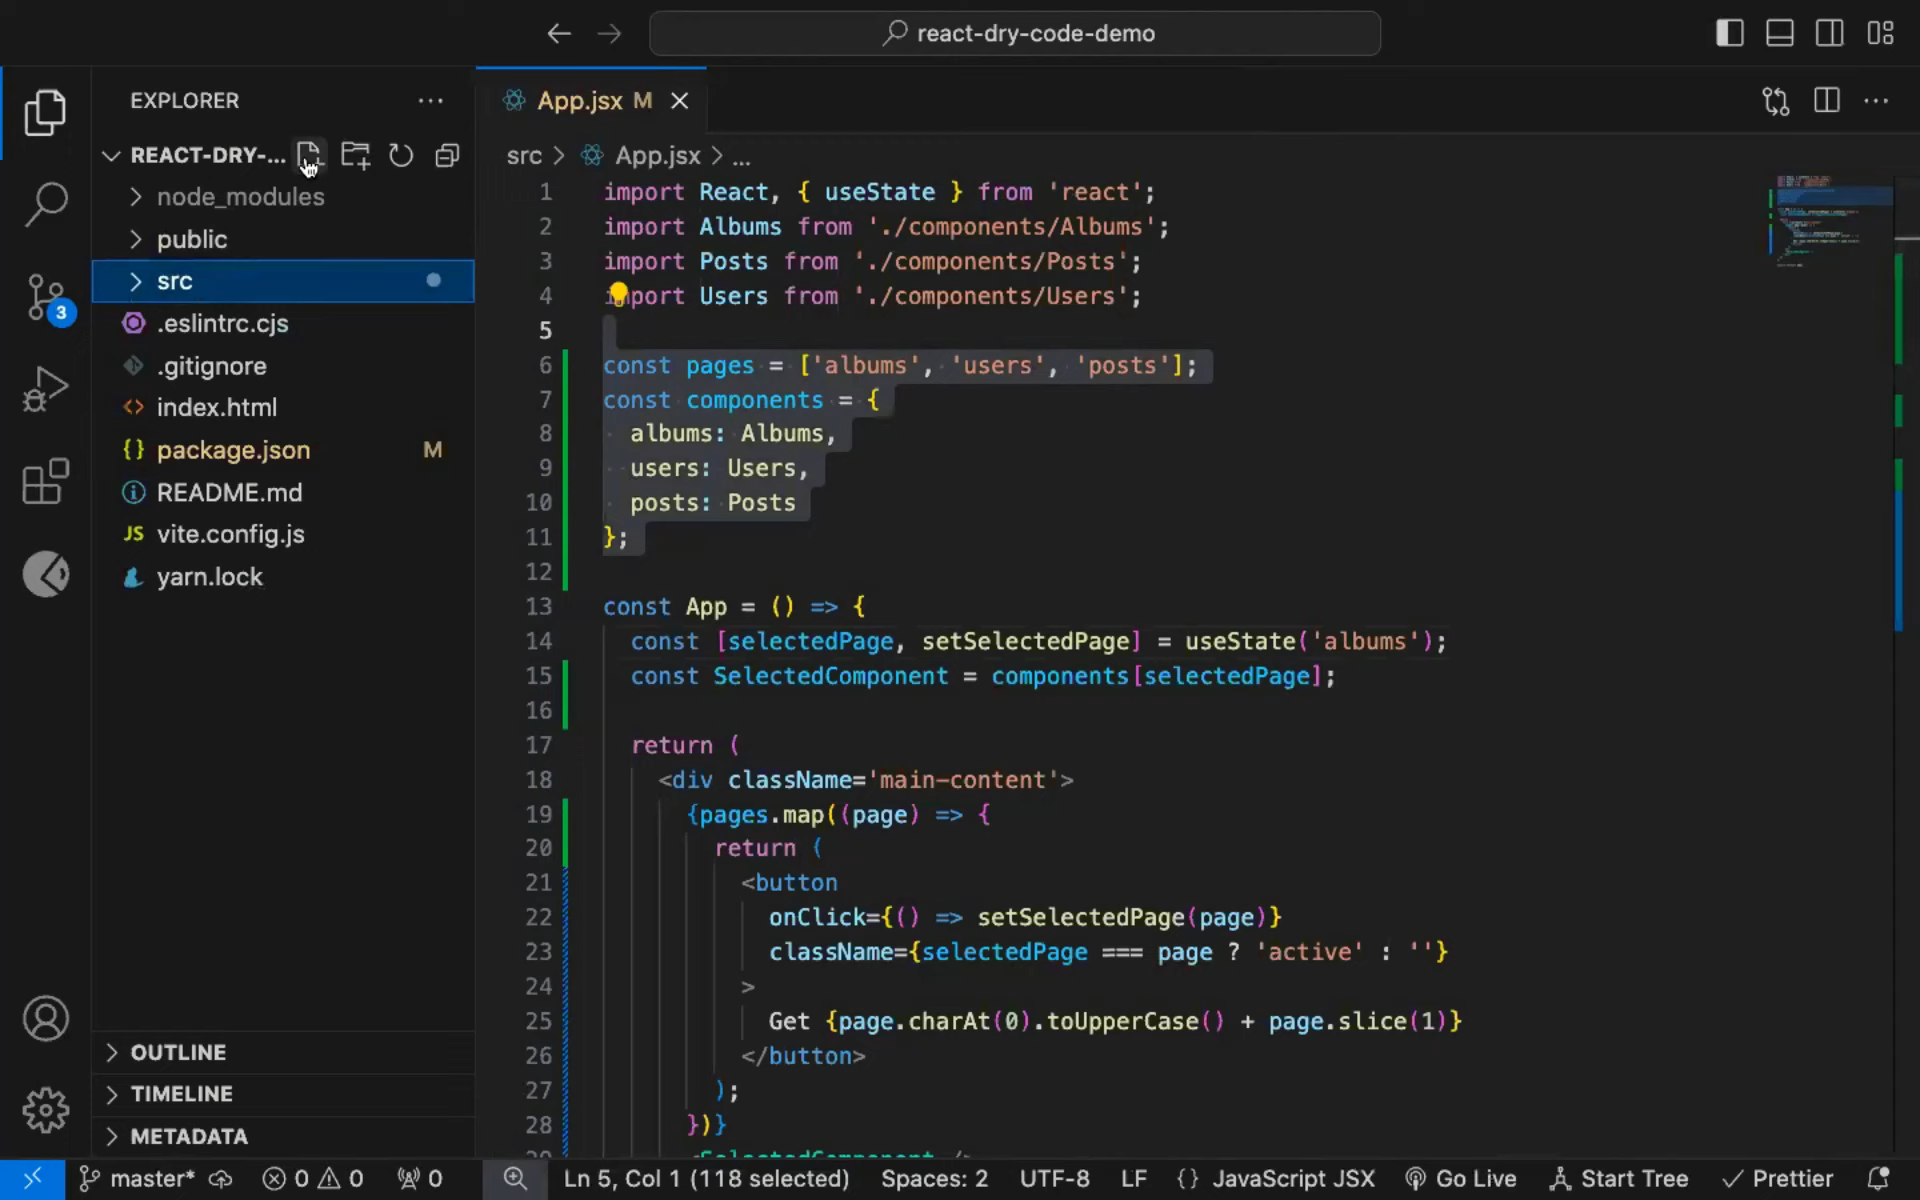 react-dry-code-demo
EXPLORER
REACT-DRY-...
node_modules
public
src
.eslintrc.cjs
.gitignore
index.html
package.json M
README.md
vite.config.js
yarn.lock
OUTLINE
TIMELINE
METADATA
3
App.jsx M
src > App.jsx > ...
1 import React, { useState } from 'react';
2 import Albums from './components/Albums';
3 import Posts from './components/Posts';
4 import Users from './components/Users';
5
6 const pages = ['albums', 'users', 'posts'];
7 const components = {
8 albums: Albums,
9 users: Users,
10 posts: Posts
11 };
12
13 const App = () => {
14 const [selectedPage, setSelectedPage] = useState('albums');
15 const SelectedComponent = components[selectedPage];
16
17 return (
18 <div className='main-content'>
19 {pages.map((page) => {
20 return (
21 <button
22 onClick={() => setSelectedPage(page)}
23 className={selectedPage === page ? 'active' : ''}
24 >
25 Get {page.charAt(0).toUpperCase() + page.slice(1)}
26 </button>
27 );
28 })}
29 <SelectedComponent />
master* 0 0 0 Ln 5, Col 1 (118 selected) Spaces: 2 UTF-8 LF {} JavaScript JSX Go Live Start Tree Prettier